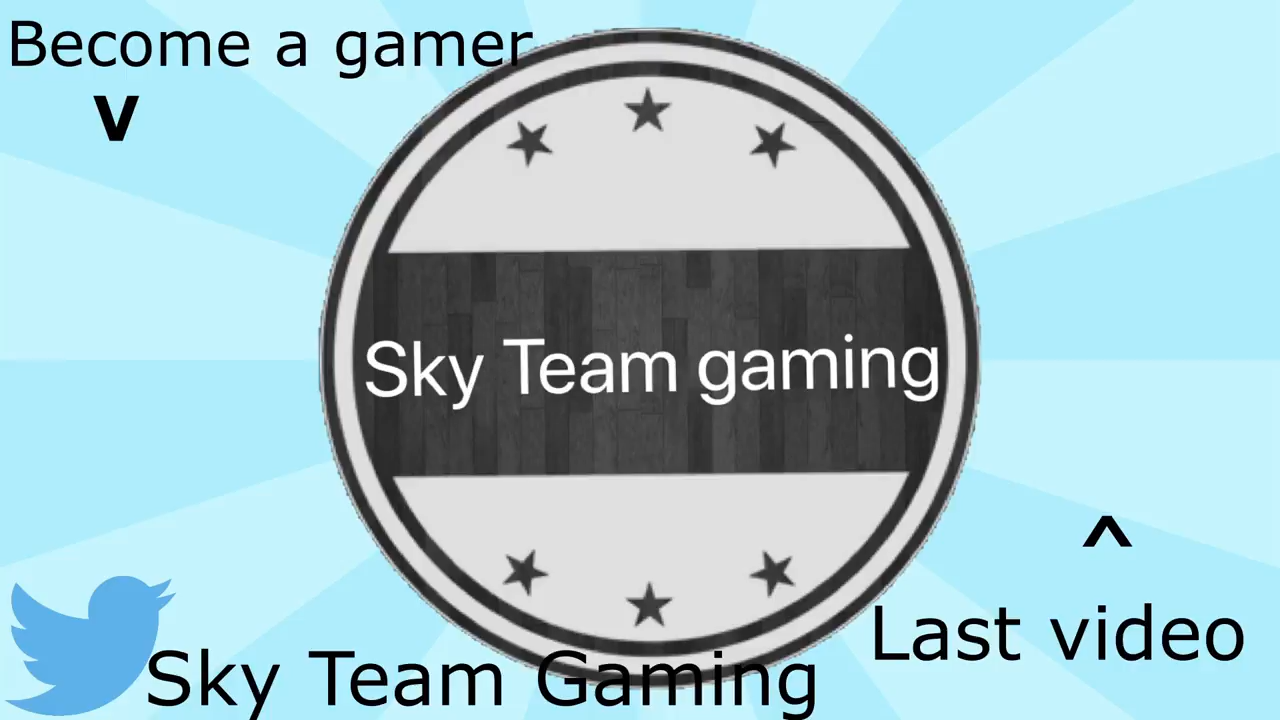 Become a gamer
v
Sky Team gaming
^
Last video
Sky Team Gaming